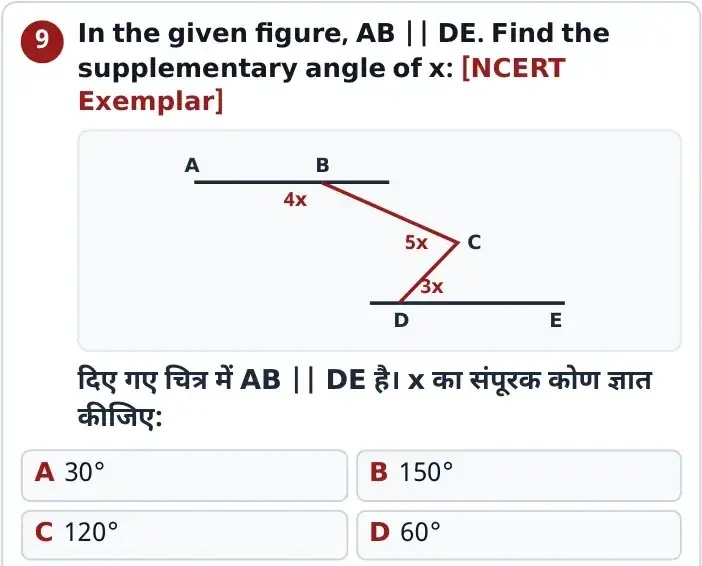 9 In the given figure, AB || DE. Find the
supplementary angle of x: [NCERT
Exemplar]
A B
4x
5x C
3x
D E
दिए गए चित्र में AB || DE है। x का संपूरक कोण ज्ञात
कीजिए:
A 30° B 150°
C 120° D 60°